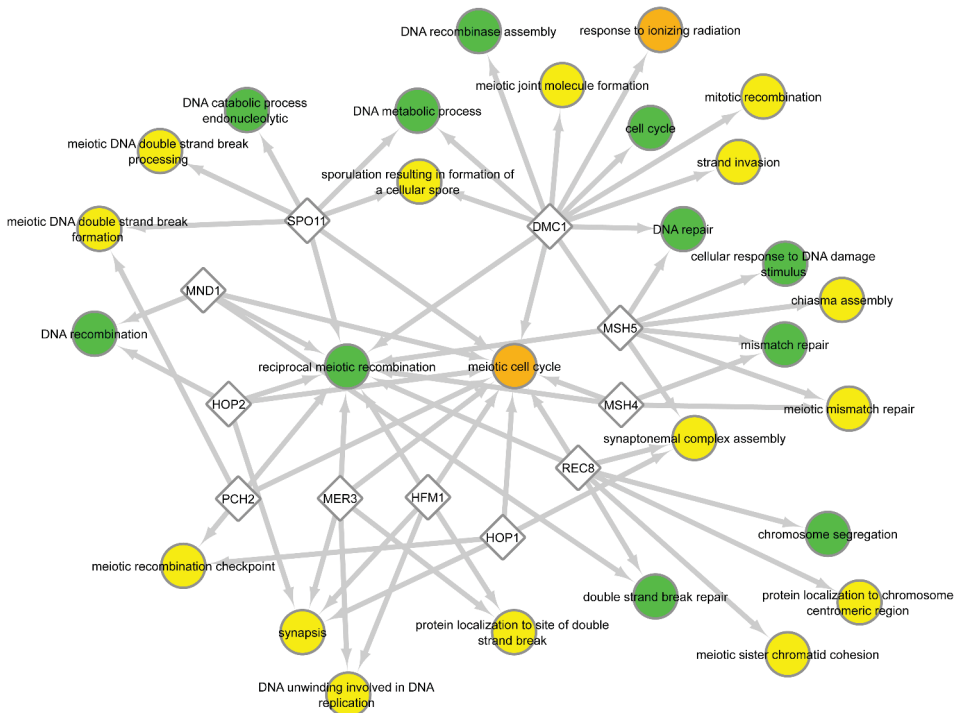 DNA recombinase assembly
response to ionizing radiation
meiotic joint molecule formation
mitotic recombination
DNA catabolic process
endonucleolytic
DNA metabolic process
cell cycle
meiotic DNA double strand break
processing
strand invasion
sporulation resulting in formation of
a cellular spore
meiotic DNA double strand break
formation
SPO11
DMC1
DNA repair
cellular response to DNA damage
stimulus
MND1
chiasma assembly
DNA recombination
MSH5
mismatch repair
reciprocal meiotic recombination
meiotic cell cycle
HOP2
MSH4
meiotic mismatch repair
synaptonemal complex assembly
REC8
PCH2
MER3
HFM1
HOP1
chromosome segregation
meiotic recombination checkpoint
double strand break repair
protein localization to chromosome
centromeric region
synapsis
protein localization to site of double
strand break
meiotic sister chromatid cohesion
DNA unwinding involved in DNA
replication